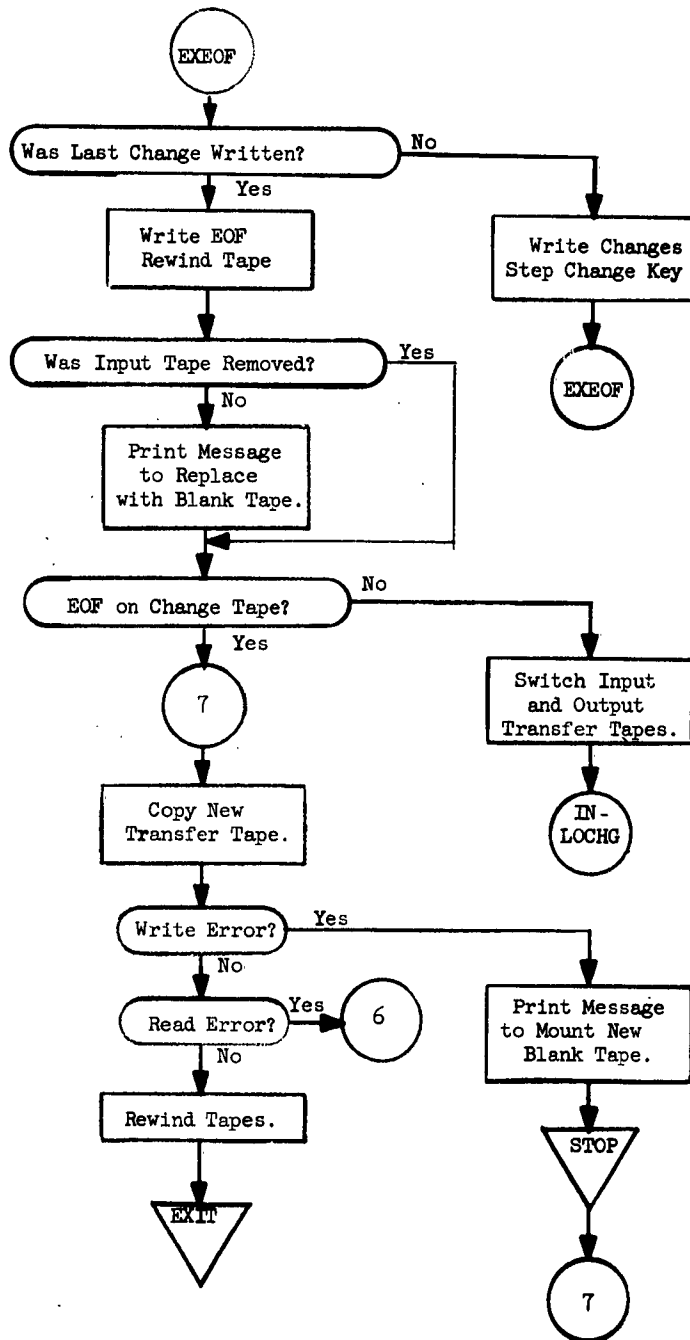 EXEOF
Was Last Change Written?
No
Yes
Write EOF
Rewind Tape
Write Changes
Step Change Key
Was Input Tape Removed?
Yes
No
EXEOF
Print Message
to Replace
with Blank Tape.
EOF on Change Tape?
No
Yes
7
Switch Input
and Output
Transfer Tapes.
Copy New
Transfer Tape.
IN-
LOCHG
Write Error?
Yes
No
Read Error?
Yes
6
No
Print Message
to Mount New
Blank Tape.
Rewind Tapes.
STOP
EXIT
7